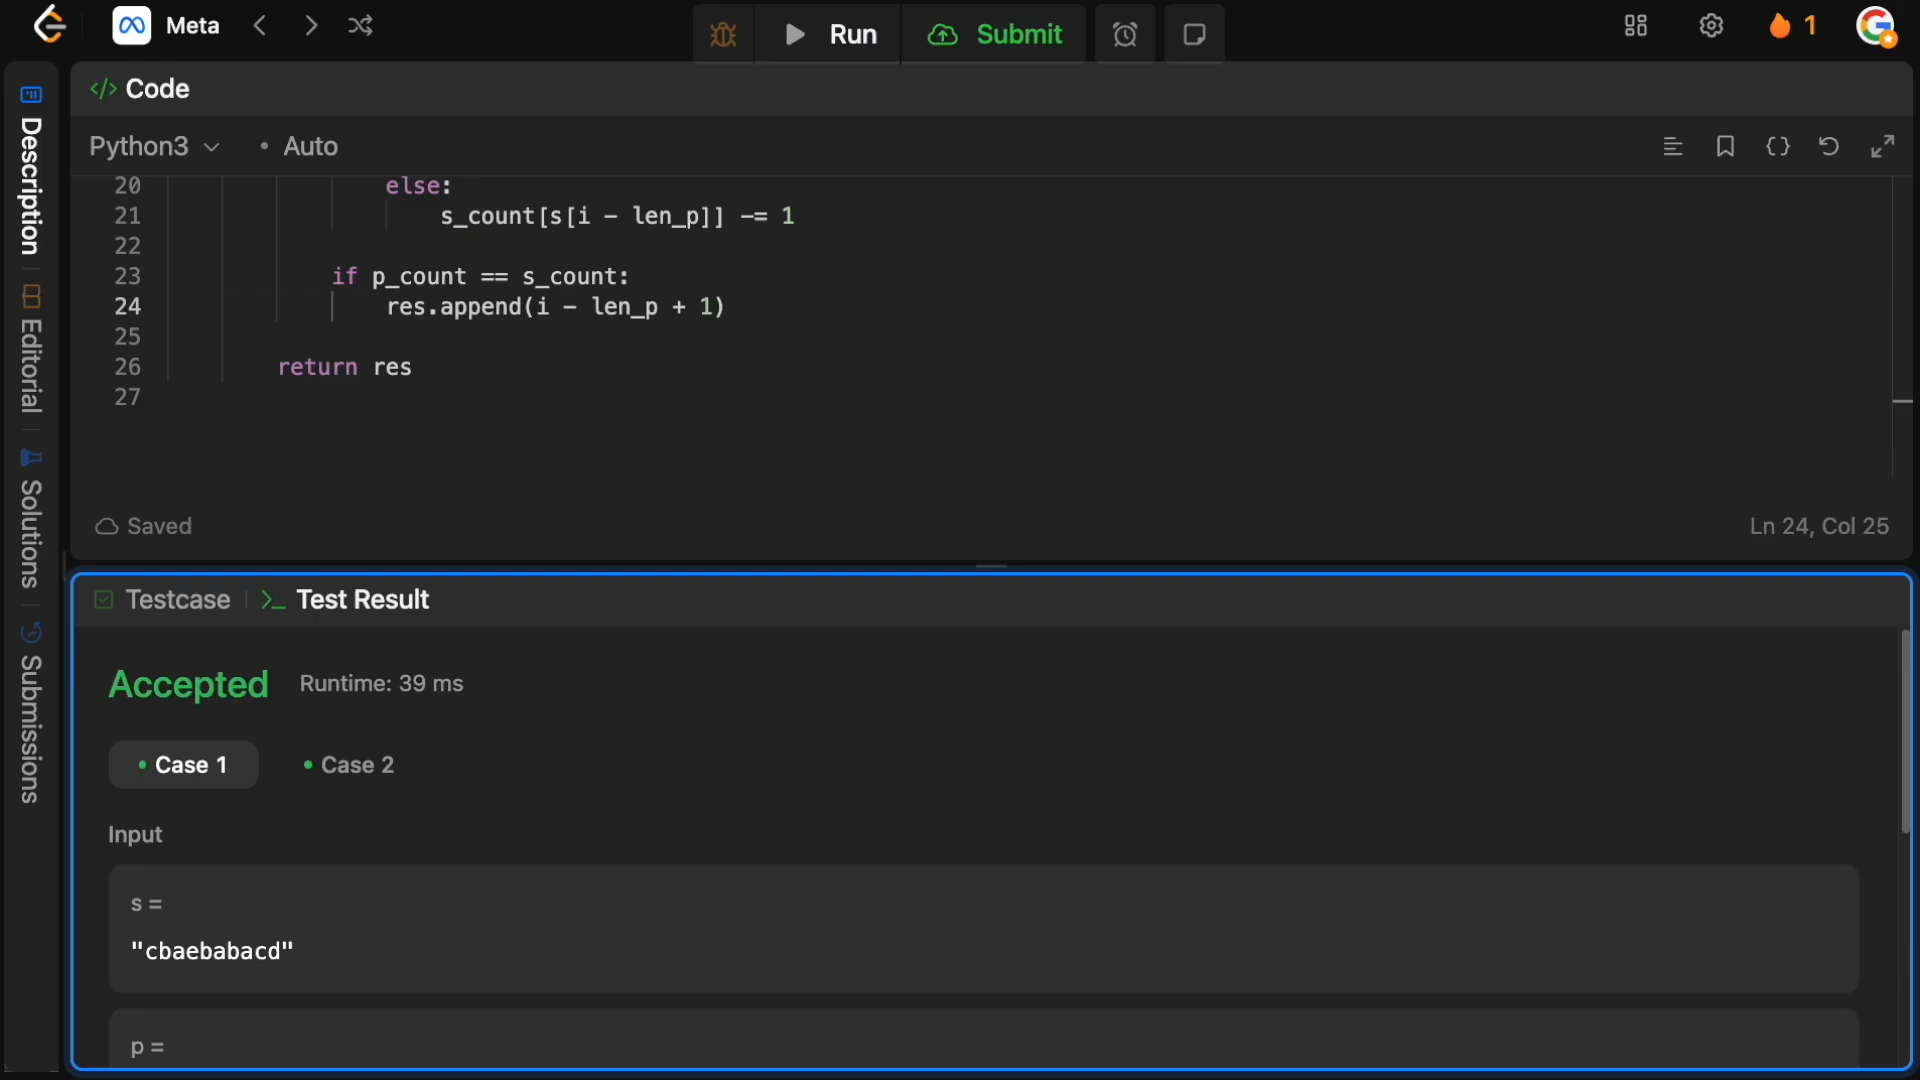 Meta
Run
Submit
1
</> Code
Python3
• Auto
20 else:
21 s_count[s[i - len_p]] -= 1
22
23 if p_count == s_count:
24 res.append(i - len_p + 1)
25
26 return res
27
Saved
Ln 24, Col 25
Description
Editorial
Solutions
Submissions
Testcase
>_ Test Result
Accepted
Runtime: 39 ms
• Case 1
• Case 2
Input
s =
"cbaebabacd"
p =